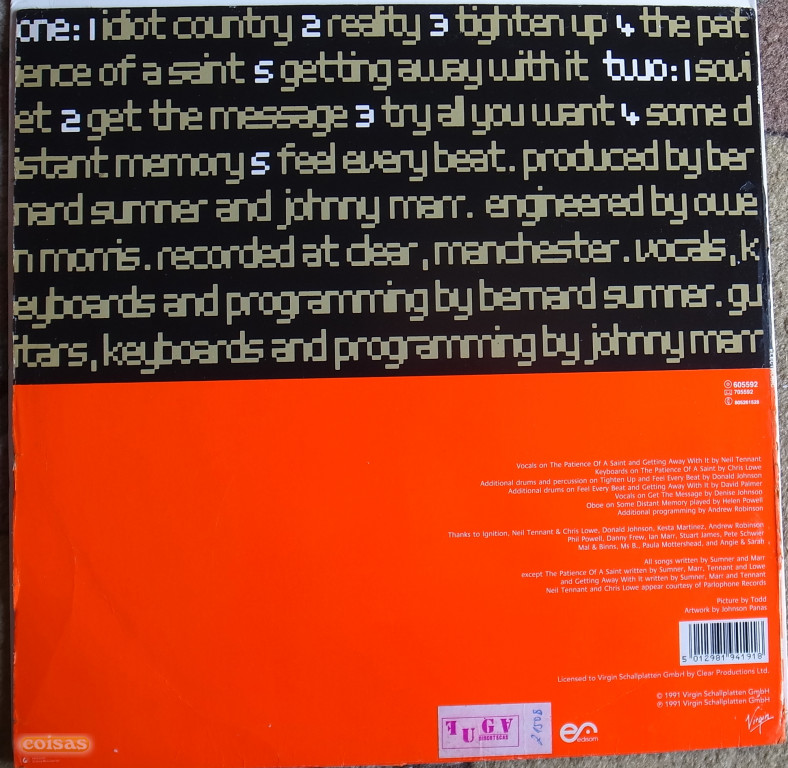 one: 1 idiot country 2 reality 3 tighten up 4 the pat
ience of a saint 5 getting away with it two: 1 sovi
et 2 get the message 3 try all you want 4 some d
istant memory 5 feel every beat. produced by ber
nard sumner and johnny marr. engineered by owe
n morris. recorded at clear, manchester. vocals, k
eyboards and programming by bernard sumner. gu
itars, keyboards and programming by johnny marr
605592
705592
Vocals on The Patience Of A Saint and Getting Away With It by Neil Tennant
Keyboards on The Patience Of A Saint by Chris Lowe
Additional drums and percussion on Tighten Up and Feel Every Beat by Donald Johnson
Additional drums on Feel Every Beat and Getting Away With It by David Palmer
Vocals on Get The Message by Denise Johnson
Oboe on Some Distant Memory played by Helen Powell
Additional programming by Andrew Robinson
Thanks to Ignition, Neil Tennant & Chris Lowe, Donald Johnson, Kesta Martinez, Andrew Robinson
Phil Powell, Danny Frew, Ian Marr, Stuart James, Pete Schwier
Mal & Binns, Ms B., Paula Mottershead, and Angie & Sarah
All songs written by Sumner and Marr
except The Patience Of A Saint written by Sumner, Marr, Tennant and Lowe
and Getting Away With It written by Sumner, Marr and Tennant
Neil Tennant and Chris Lowe appear courtesy of Parlophone Records
Picture by Todd
Artwork by Johnson Panas
5 012981 941918
Licensed to Virgin Schallplatten GmbH by Clear Productions Ltd.
© 1991 Virgin Schallplatten GmbH
℗ 1991 Virgin Schallplatten GmbH
Virgin
FUGA
DISCOTECAS
edisom
coisas